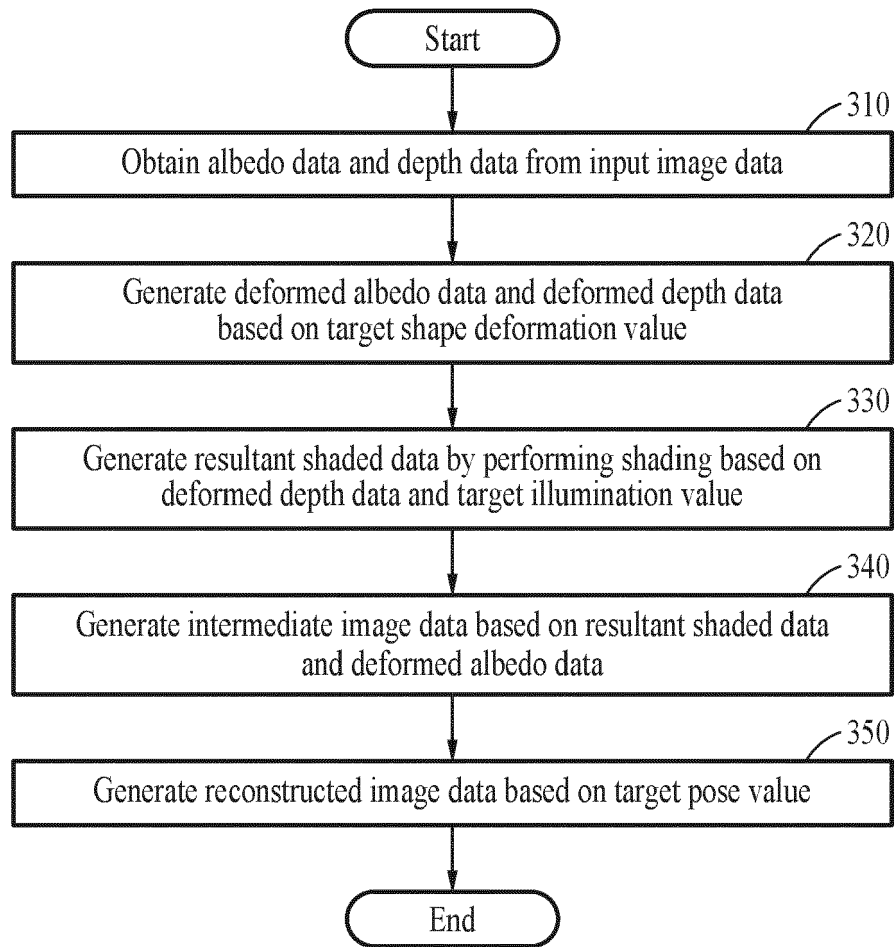 Start
310
Obtain albedo data and depth data from input image data
320
Generate deformed albedo data and deformed depth data
based on target shape deformation value
330
Generate resultant shaded data by performing shading based on
deformed depth data and target illumination value
340
Generate intermediate image data based on resultant shaded data
and deformed albedo data
350
Generate reconstructed image data based on target pose value
End